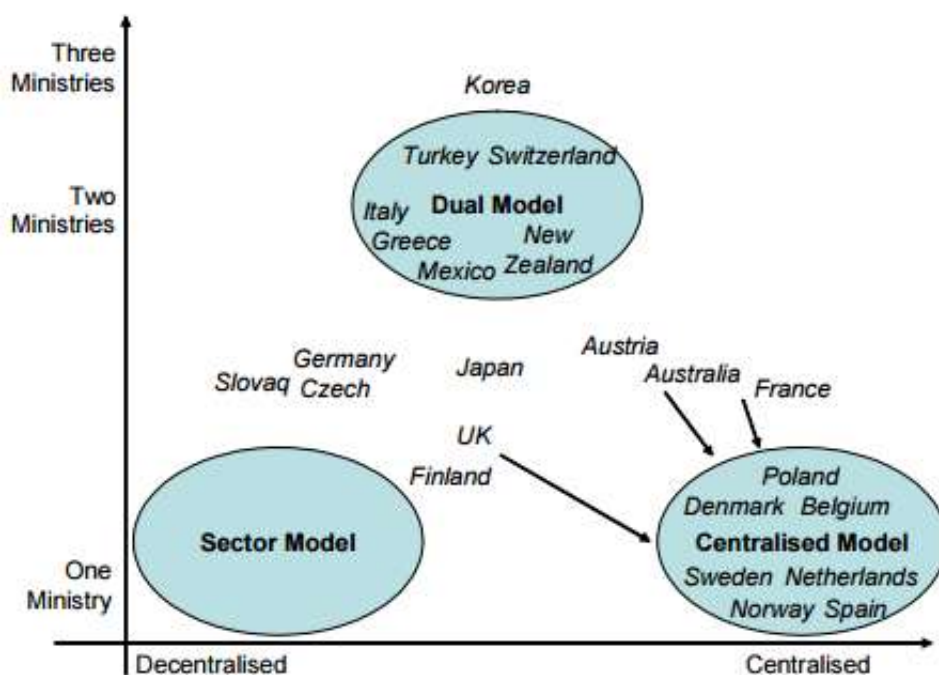 Three
Ministries
Korea
Turkey Switzerland
Two
Ministries
Italy
Dual Model
Greece
New
Zealand
Mexico
Germany
Slovaq
Czech
Japan
Austria
Australia
France
UK
Finland
Poland
Denmark Belgium
Sector Model
Centralised Model
One
Ministry
Sweden Netherlands
Norway Spain
Decentralised
Centralised